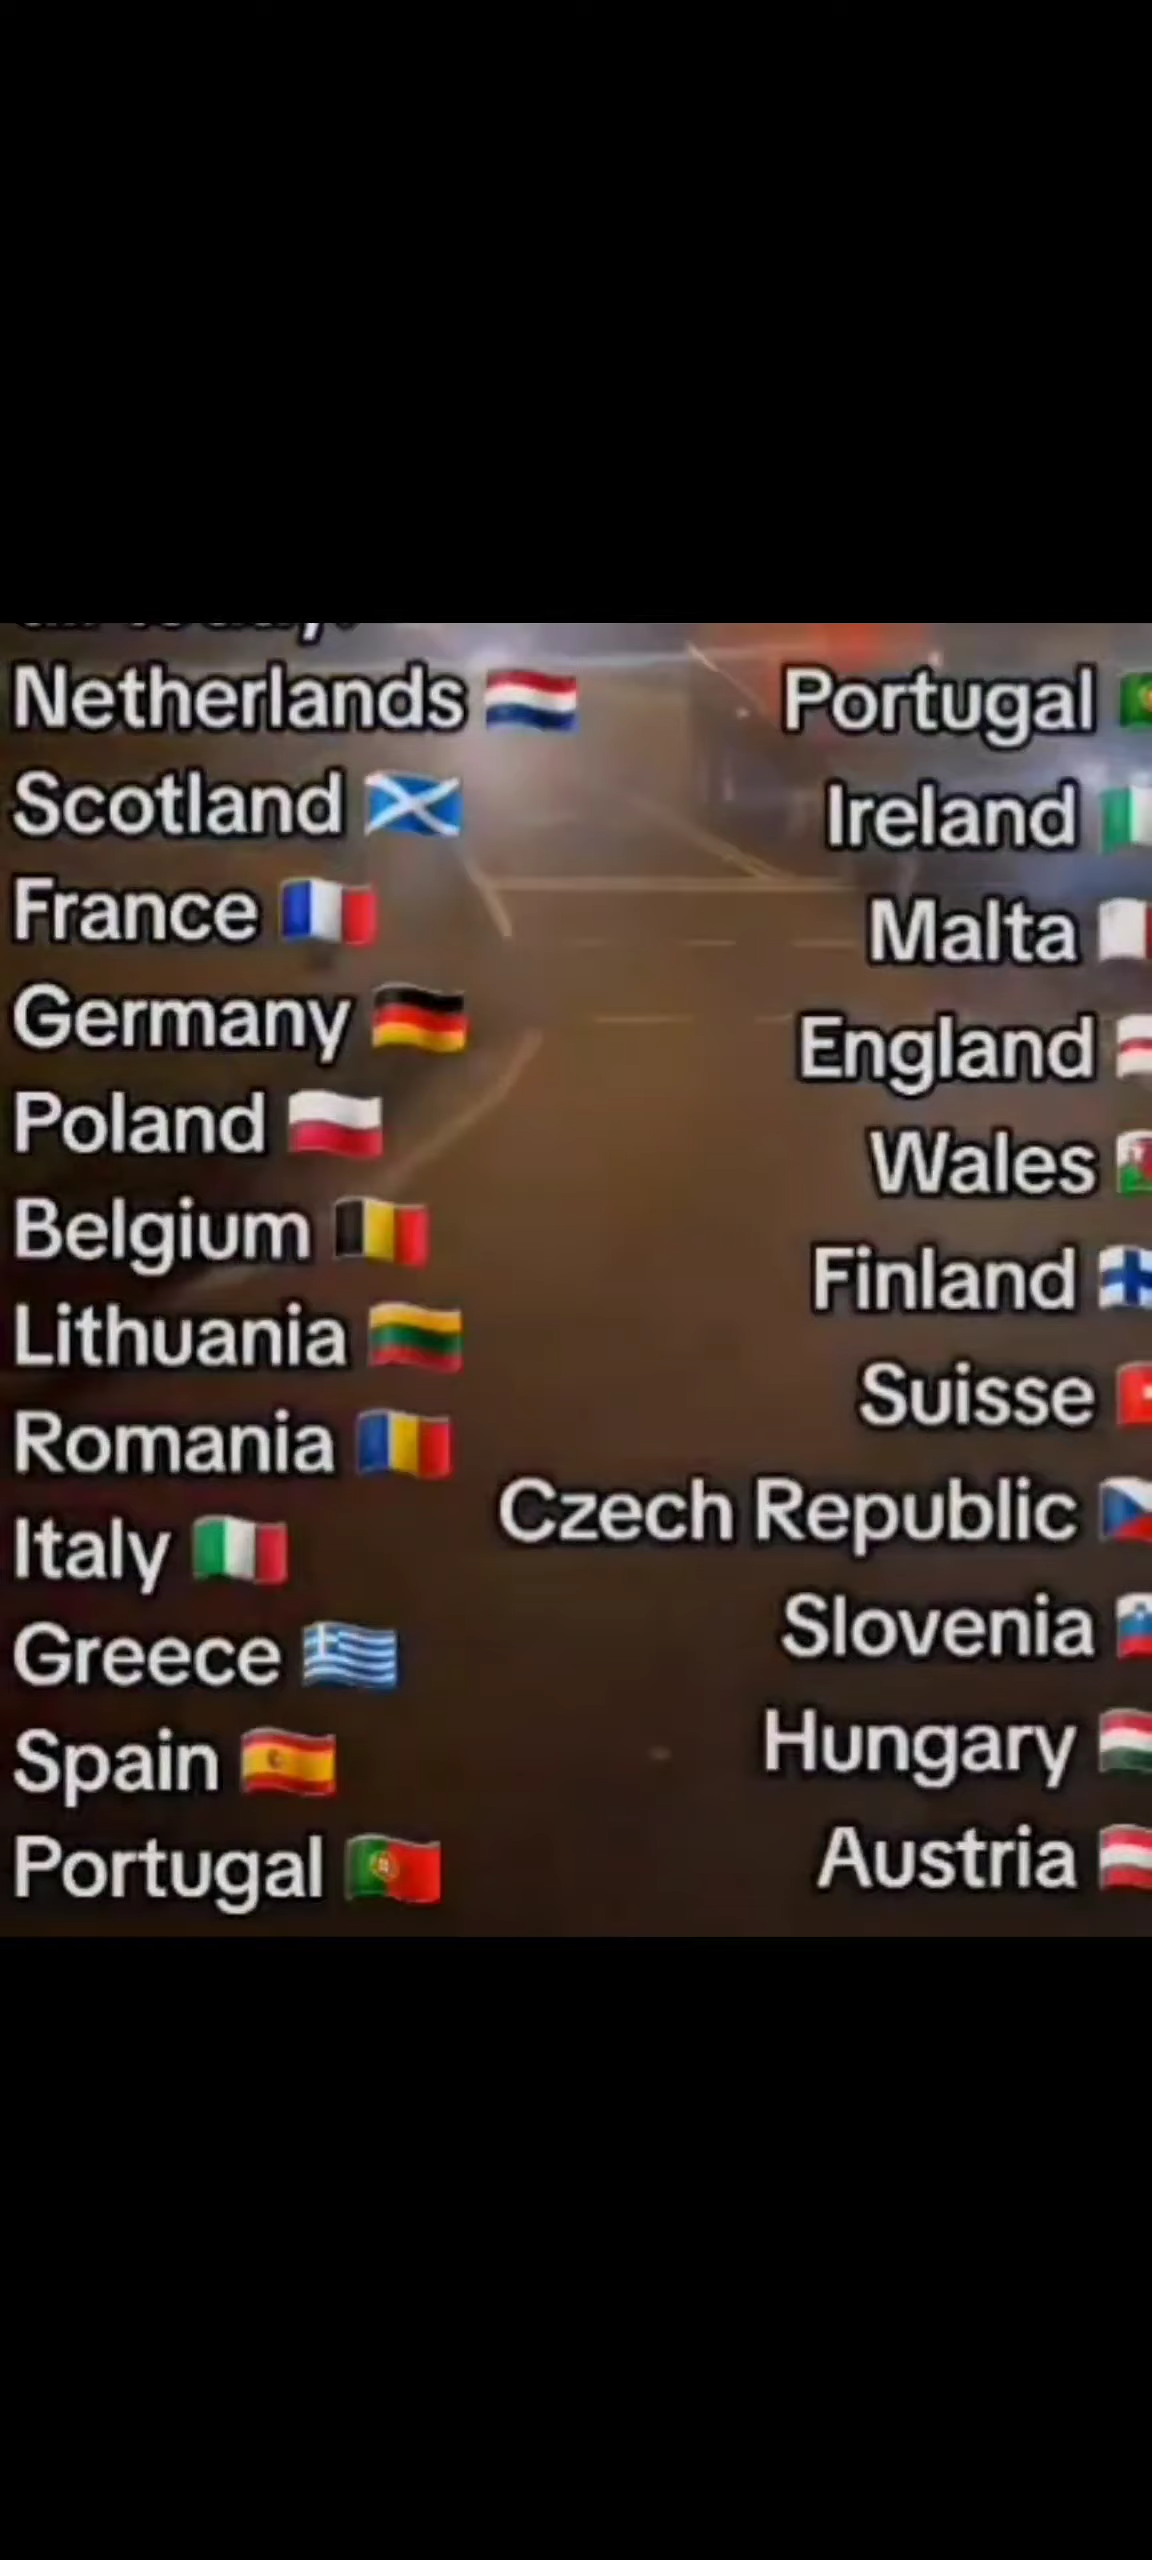 Netherlands 🇳🇱
Scotland 🏴󠁧󠁢󠁳󠁣󠁴󠁿
France 🇫🇷
Germany 🇩🇪
Poland 🇵🇱
Belgium 🇧🇪
Lithuania 🇱🇹
Romania 🇷🇴
Italy 🇮🇹
Greece 🇬🇷
Spain 🇪🇸
Portugal 🇵🇹
Portugal 🇵🇹
Ireland 🇮🇪
Malta 🇲🇹
England 🏴󠁧󠁢󠁥󠁮󠁧󠁿
Wales 🏴󠁧󠁢󠁷󠁬󠁳󠁿
Finland 🇫🇮
Suisse 🇨🇭
Czech Republic 🇨🇿
Slovenia 🇸🇮
Hungary 🇭🇺
Austria 🇦🇹